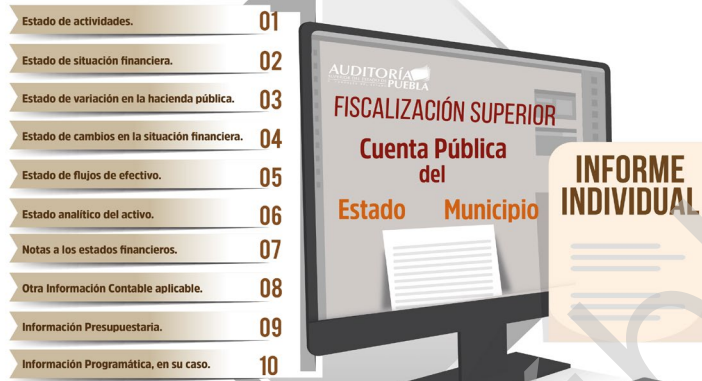 Estado de actividades. 01
Estado de situación financiera. 02
Estado de variación en la hacienda pública. 03
Estado de cambios en la situación financiera. 04
Estado de flujos de efectivo. 05
Estado analítico del activo. 06
Notas a los estados financieros. 07
Otra Información Contable aplicable. 08
Información Presupuestaria. 09
Información Programática, en su caso. 10
AUDITORÍA
PUEBLA
FISCALIZACIÓN SUPERIOR
Cuenta Pública
del
Estado Municipio
INFORME
INDIVIDUAL